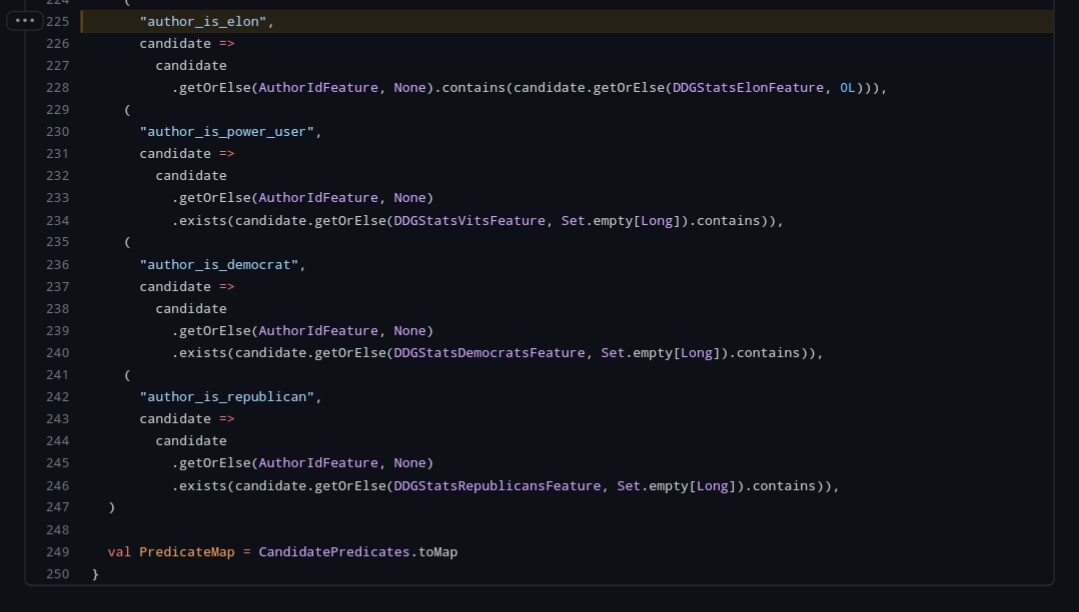 224 (
225 "author_is_elon",
226 candidate =>
227 candidate
228 .getOrElse(AuthorIdFeature, None).contains(candidate.getOrElse(DDGStatsElonFeature, 0L))),
229 (
230 "author_is_power_user",
231 candidate =>
232 candidate
233 .getOrElse(AuthorIdFeature, None)
234 .exists(candidate.getOrElse(DDGStatsVitsFeature, Set.empty[Long]).contains)),
235 (
236 "author_is_democrat",
237 candidate =>
238 candidate
239 .getOrElse(AuthorIdFeature, None)
240 .exists(candidate.getOrElse(DDGStatsDemocratsFeature, Set.empty[Long]).contains)),
241 (
242 "author_is_republican",
243 candidate =>
244 candidate
245 .getOrElse(AuthorIdFeature, None)
246 .exists(candidate.getOrElse(DDGStatsRepublicansFeature, Set.empty[Long]).contains)),
247 )
248
249 val PredicateMap = CandidatePredicates.toMap
250 }